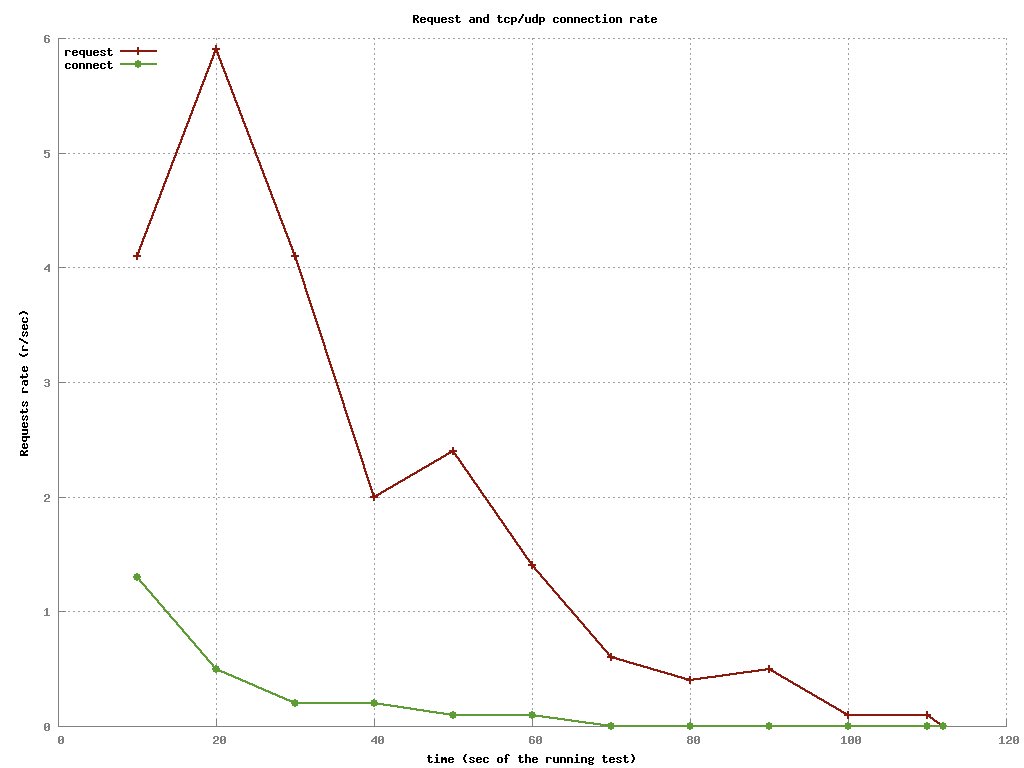 Request and tcp/udp connection rate
6
request
connect
5
4
Requests rate (r/sec)
3
2
1
0
0 20 40 60 80 100 120
time (sec of the running test)